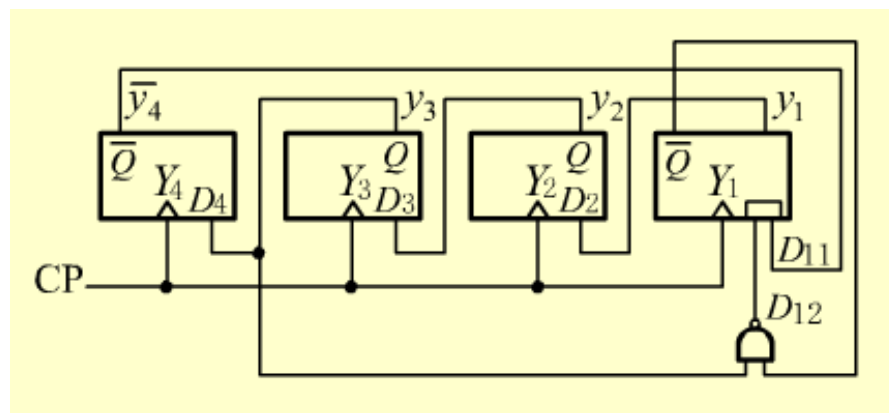 y̅₄ y₃ y₂ y₁
Q̅ Q Q Q̅
Y₄ Y₃ Y₂ Y₁
D₄ D₃ D₂
D₁₁
CP
D₁₂